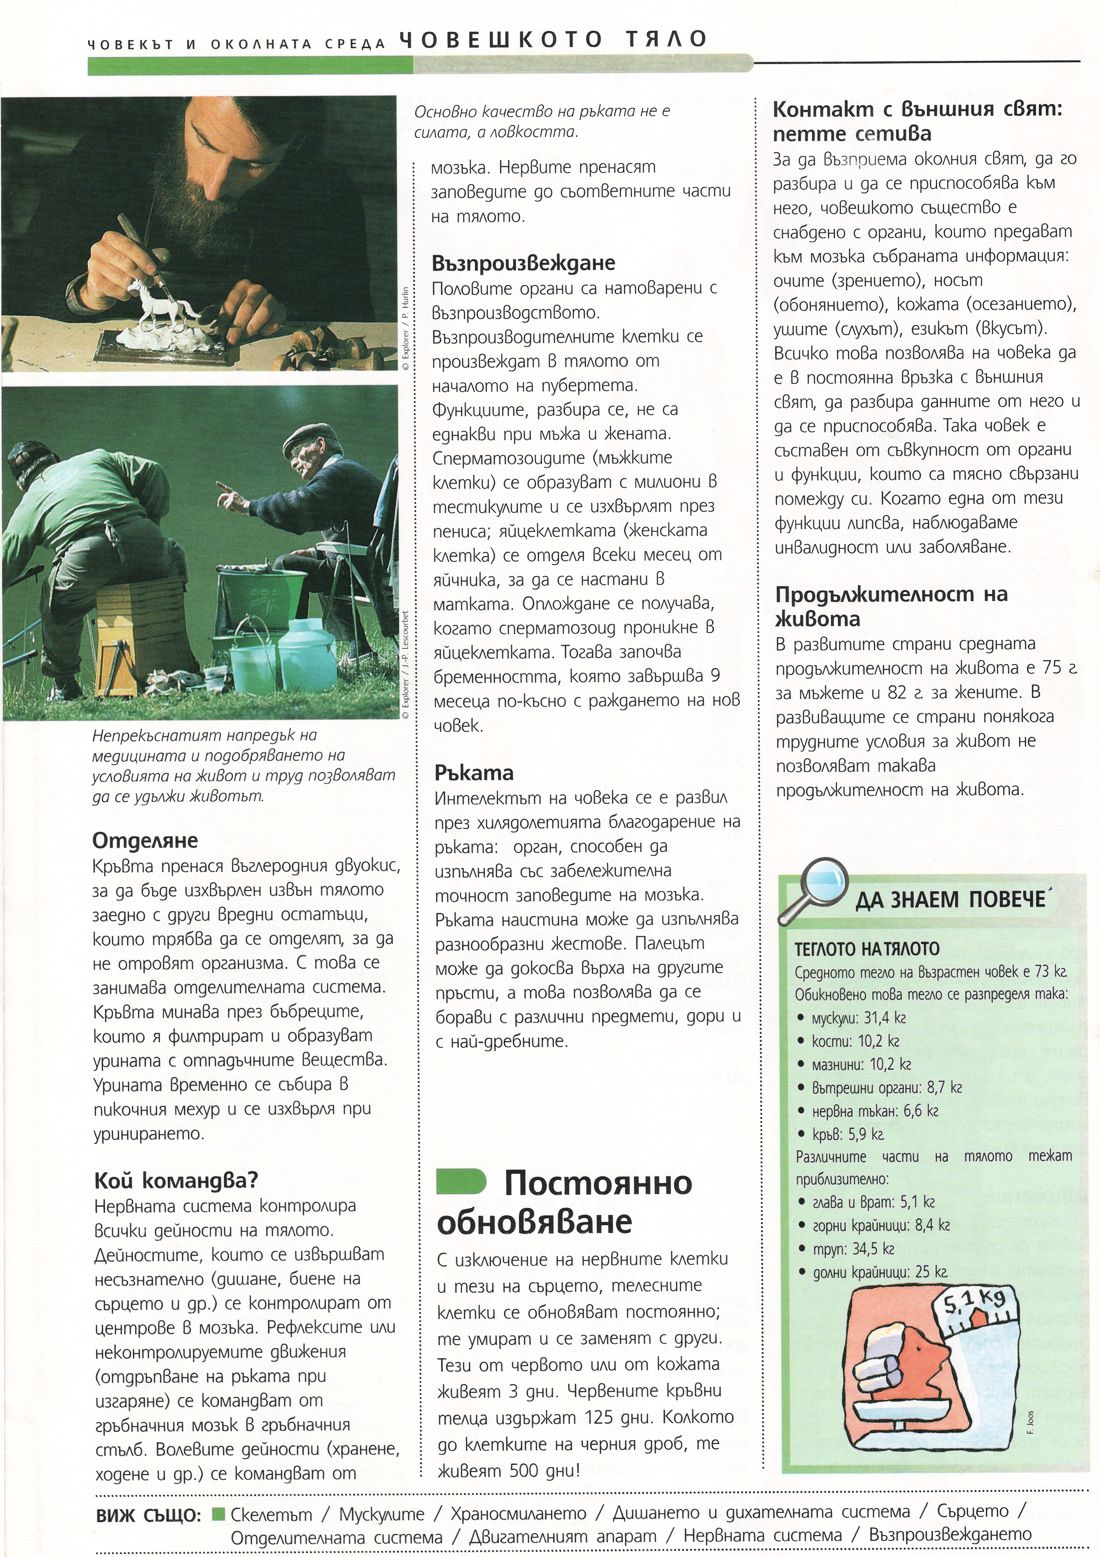 ЧОВЕКЪТ И ОКОЛНАТА СРЕДА ЧОВЕШКОТО ТЯЛО
© Explorer / P. Hurlin
© Explorer / J.-P. Lescourbet
Непрекъснатият напредък на
медицината и подобряването на
условията на живот и труд позволяват
да се удължи животът.
Отделяне
Кръвта пренася въглеродния двуокис,
за да бъде изхвърлен извън тялото
заедно с други вредни остатъци,
които трябва да се отделят, за да
не отровят организма. С това се
занимава отделителната система.
Кръвта минава през бъбреците,
които я филтрират и образуват
урината с отпадъчните вещества.
Урината временно се събира в
пикочния мехур и се изхвърля при
уринирането.
Кой командва?
Нервната система контролира
всички дейности на тялото.
Дейностите, които се извършват
несъзнателно (дишане, биене на
сърцето и др.) се контролират от
центрове в мозъка. Рефлексите или
неконтролируемите движения
(отдръпване на ръката при
изгаряне) се командват от
гръбначния мозък в гръбначния
стълб. Волевите дейности (хранене,
ходене и др.) се командват от
Основно качество на ръката не е
силата, а ловкостта.
мозъка. Нервите пренасят
заповедите до съответните части
на тялото.
Възпроизвеждане
Половите органи са натоварени с
възпроизводството.
Възпроизводителните клетки се
произвеждат в тялото от
началото на пубертета.
Функциите, разбира се, не са
еднакви при мъжа и жената.
Сперматозоидите (мъжките
клетки) се образуват с милиони в
тестикулите и се изхвърлят през
пениса; яйцеклетката (женската
клетка) се отделя всеки месец от
яйчника, за да се настани в
матката. Оплождане се получава,
когато сперматозоид проникне в
яйцеклетката. Тогава започва
бременността, която завършва 9
месеца по-късно с раждането на нов
човек.
Ръката
Интелектът на човека се е развил
през хилядолетията благодарение на
ръката: орган, способен да
изпълнява със забележителна
точност заповедите на мозъка.
Ръката наистина може да изпълнява
разнообразни жестове. Палецът
може да докосва върха на другите
пръсти, а това позволява да се
борави с различни предмети, дори и
с най-дребните.
Постоянно
обновяване
С изключение на нервните клетки
и тези на сърцето, телесните
клетки се обновяват постоянно;
те умират и се заменят с други.
Тези от червото или от кожата
живеят 3 дни. Червените кръвни
телца издържат 125 дни. Колкото
до клетките на черния дроб, те
живеят 500 дни!
Контакт с външния свят:
петте сетива
За да възприема околния свят, да го
разбира и да се приспособява към
него, човешкото същество е
снабдено с органи, които предават
към мозъка събраната информация:
очите (зрението), носът
(обонянието), кожата (осезанието),
ушите (слухът), езикът (вкусът).
Всичко това позволява на човека да
е в постоянна връзка с външния
свят, да разбира данните от него и
да се приспособява. Така човек е
съставен от съвкупност от органи
и функции, които са тясно свързани
помежду си. Когато една от тези
функции липсва, наблюдаваме
инвалидност или заболяване.
Продължителност на
живота
В развитите страни средната
продължителност на живота е 75 г.
за мъжете и 82 г. за жените. В
развиващите се страни понякога
трудните условия за живот не
позволяват такава
продължителност на живота.
ДА ЗНАЕМ ПОВЕЧЕ
ТЕГЛОТО НА ТЯЛОТО
Средното тегло на възрастен човек е 73 кг.
Обикновено това тегло се разпределя така:
• мускули: 31,4 кг
• кости: 10,2 кг
• мазнини: 10,2 кг
• вътрешни органи: 8,7 кг
• нервна тъкан: 6,6 кг
• кръв: 5,9 кг.
Различните части на тялото тежат
приблизително:
• глава и врат: 5,1 кг
• горни крайници: 8,4 кг
• труп: 34,5 кг
• долни крайници: 25 кг.
5,1 kg
F. Joos
ВИЖ СЪЩО: Скелетът / Мускулите / Храносмилането / Дишането и дихателната система / Сърцето /
Отделителната система / Двигателният апарат / Нервната система / Възпроизвеждането